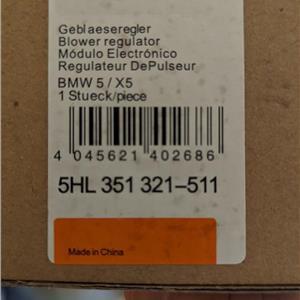 Geblaeseregler
Blower regulator
Módulo Electrónico
Regulateur DePulseur
BMW 5 / X5
1 Stueck/piece
4 045621 402686
5HL 351 321-511
Made in China